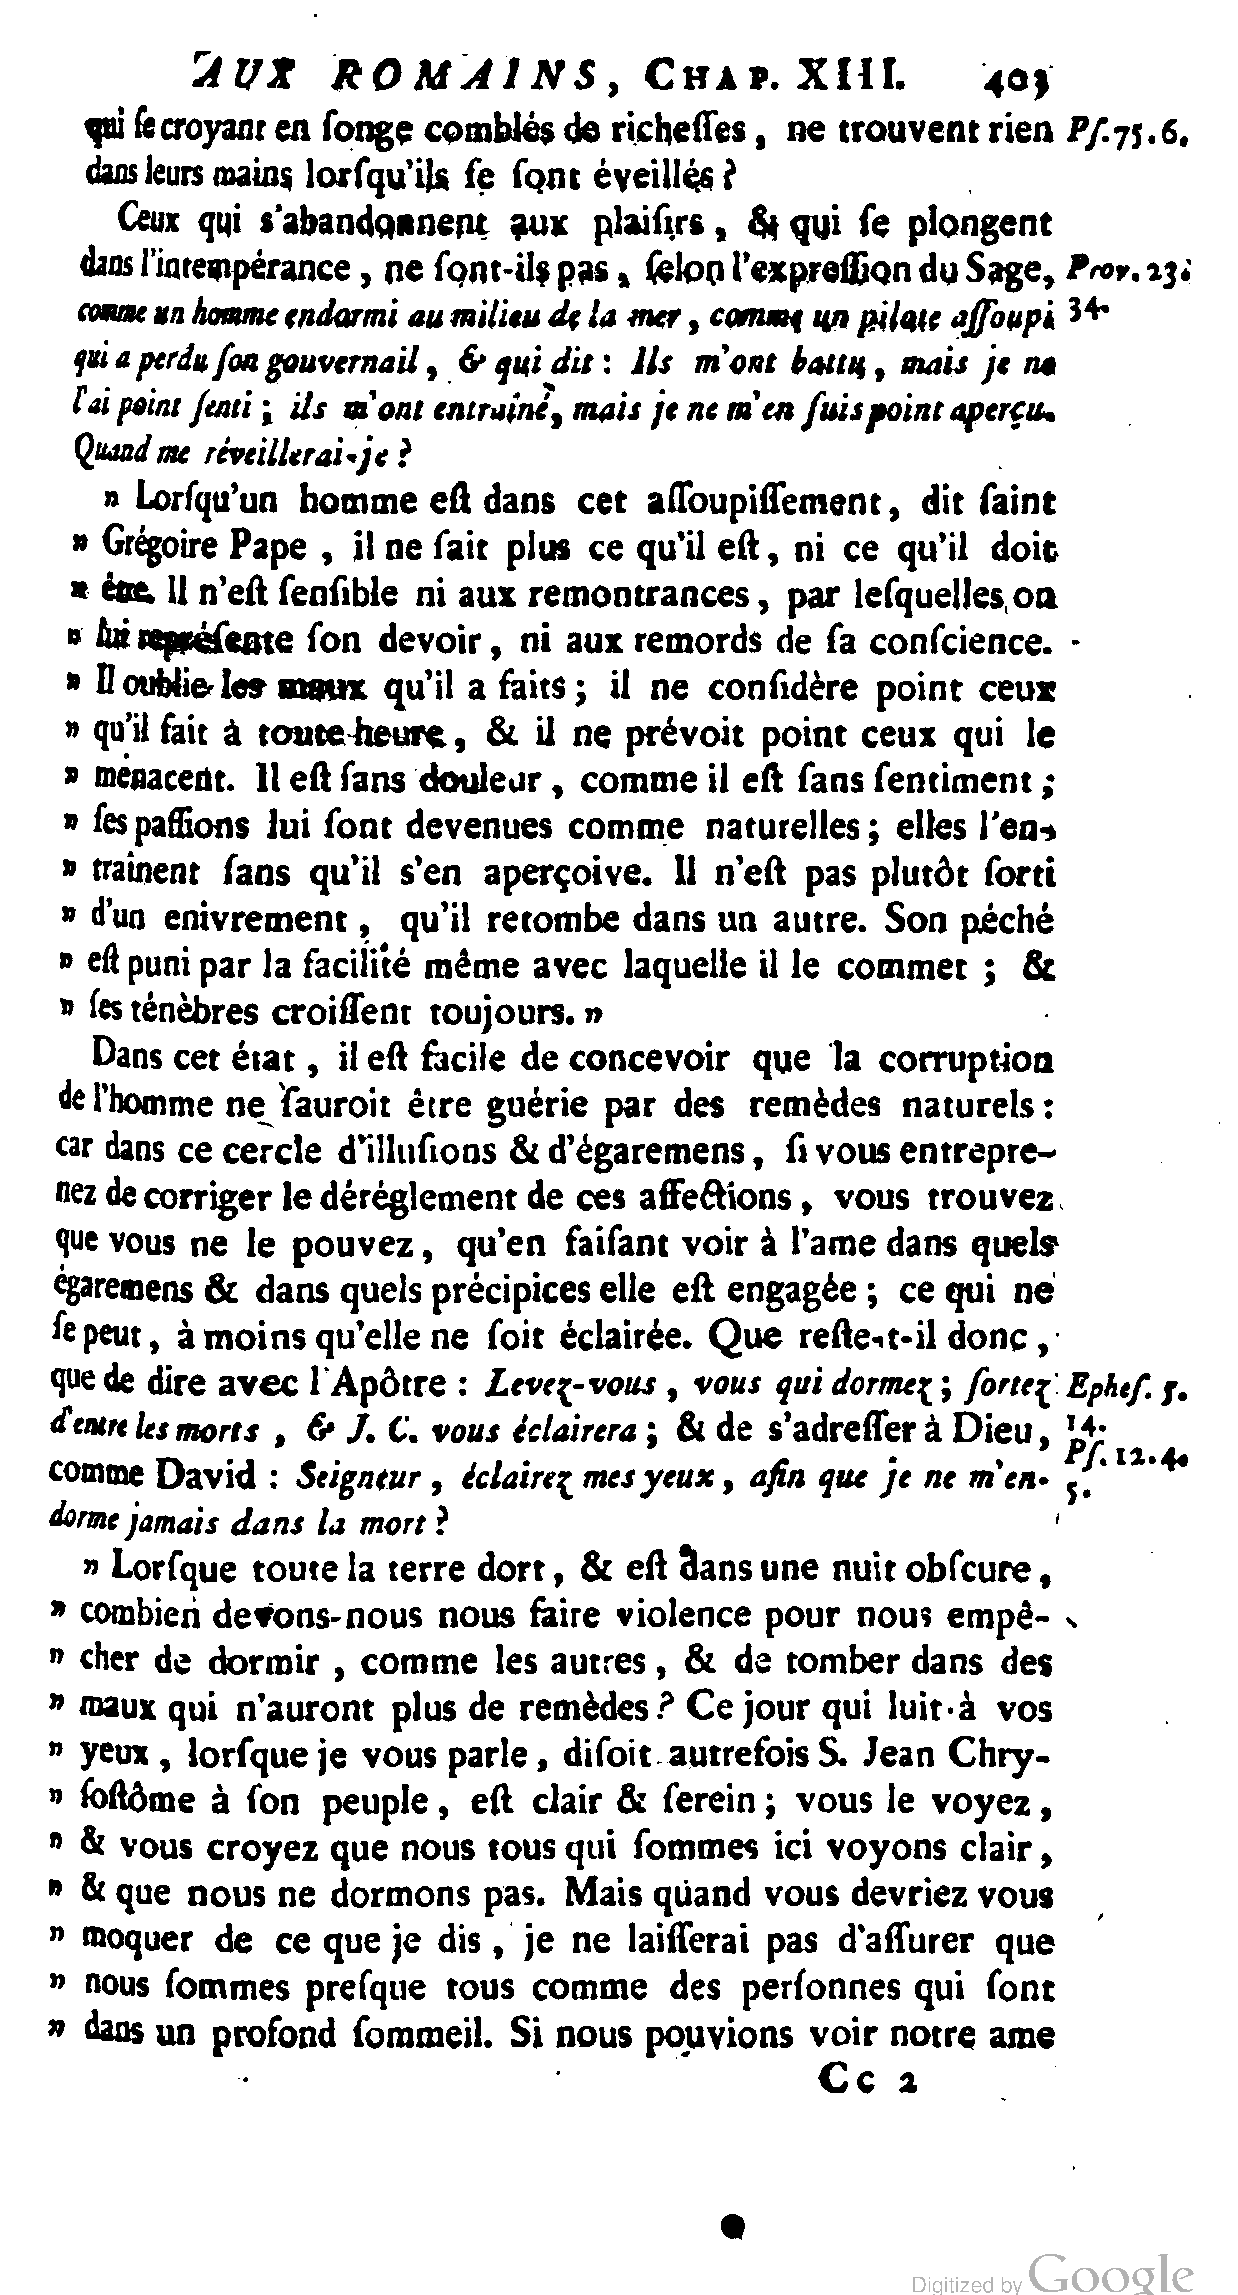 AUX ROMAINS, CHAP. XIII. 403
qui ſe croyant en ſonge comblés de richeſſes, ne trouvent rien Pſ. 75. 6.
dans leurs mains lorſqu'ils ſe ſont éveillés ?
Ceux qui s'abandonnent aux plaiſirs, & qui ſe plongent
dans l'intempérance, ne ſont-ils pas, ſelon l'expreſſion du Sage, Prov. 23.
comme un homme endormi au milieu de la mer, comme un pilote aſſoupi 34.
qui a perdu ſon gouvernail, & qui dit : Ils m'ont battu, mais je ne
l'ai point ſenti ; ils m'ont entruîné, mais je ne m'en ſuis point aperçu.
Quand me réveillerai-je ?
» Lorſqu'un homme eſt dans cet aſſoupiſſement, dit ſaint
» Grégoire Pape, il ne ſait plus ce qu'il eſt, ni ce qu'il doit
» être. Il n'eſt ſenſible ni aux remontrances, par leſquelles on
» lui repréſente ſon devoir, ni aux remords de ſa conſcience.
» Il oublie les maux qu'il a faits ; il ne conſidère point ceux
» qu'il fait à toute heure, & il ne prévoit point ceux qui le
» menacent. Il eſt ſans douleur, comme il eſt ſans ſentiment ;
» ſes paſſions lui ſont devenues comme naturelles ; elles l'en-
» traînent ſans qu'il s'en aperçoive. Il n'eſt pas plutôt ſorti
» d'un enivrement, qu'il retombe dans un autre. Son péché
» eſt puni par la facilité même avec laquelle il le commet ; &
» ſes ténèbres croiſſent toujours. »
Dans cet état, il eſt facile de concevoir que la corruption
de l'homme ne ſauroit être guérie par des remèdes naturels :
car dans ce cercle d'illuſions & d'égaremens, ſi vous entrepre-
nez de corriger le déréglement de ces affections, vous trouvez
que vous ne le pouvez, qu'en faiſant voir à l'ame dans quels
égaremens & dans quels précipices elle eſt engagée ; ce qui ne
ſe peut, à moins qu'elle ne ſoit éclairée. Que reſte-t-il donc,
que de dire avec l'Apôtre : Levez-vous, vous qui dormez ; ſortez Epheſ. 5.
d'entre les morts, & J. C. vous éclairera ; & de s'adreſſer à Dieu, 14.
Pſ. 12. 4.
comme David : Seigneur, éclairez mes yeux, afin que je ne m'en- 5.
dorme jamais dans la mort ?
» Lorſque toute la terre dort, & eſt dans une nuit obſcure,
» combien devons-nous nous faire violence pour nous empê-
» cher de dormir, comme les autres, & de tomber dans des
» maux qui n'auront plus de remèdes ? Ce jour qui luit à vos
» yeux, lorſque je vous parle, diſoit autrefois S. Jean Chry-
» ſoſtôme à ſon peuple, eſt clair & ſerein ; vous le voyez,
» & vous croyez que nous tous qui ſommes ici voyons clair,
» & que nous ne dormons pas. Mais quand vous devriez vous
» moquer de ce que je dis, je ne laiſſerai pas d'aſſurer que
» nous ſommes preſque tous comme des perſonnes qui ſont
» dans un profond ſommeil. Si nous pouvions voir notre ame
Cc 2
Digitized by Google